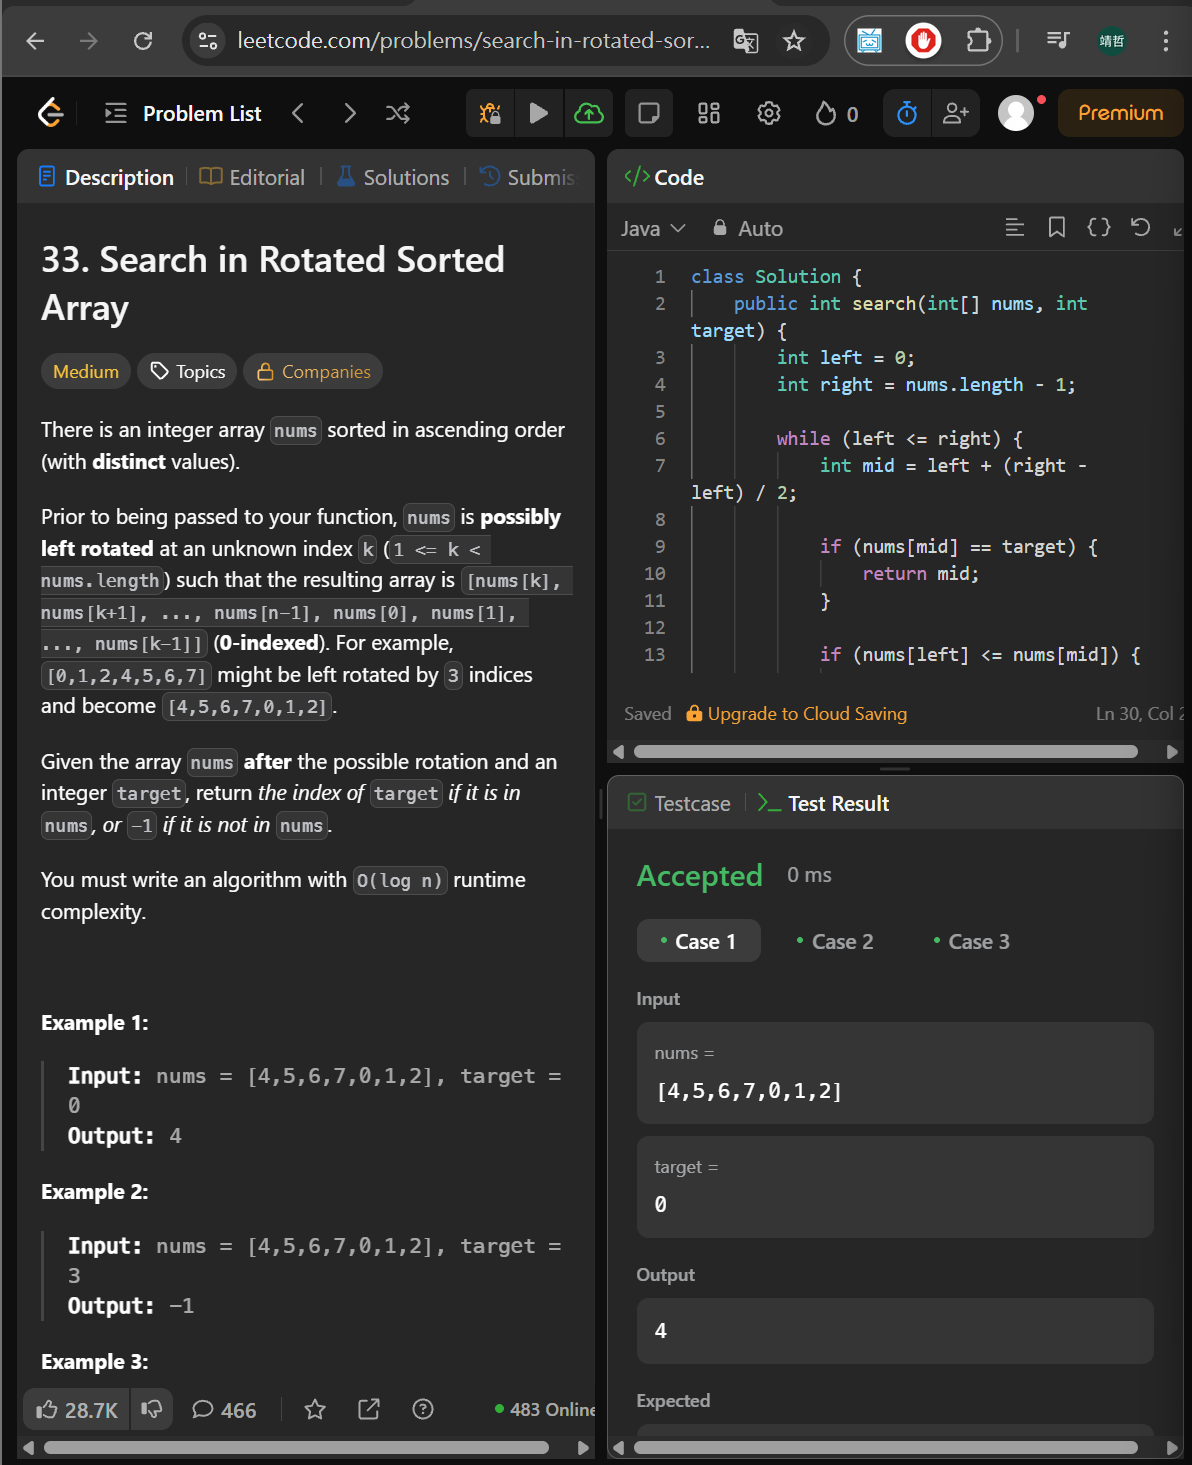 leetcode.com/problems/search-in-rotated-sor...
靖哲
Problem List
0
Premium
Description
Editorial
Solutions
Submis
33. Search in Rotated Sorted
Array
Medium
Topics
Companies
There is an integer array nums sorted in ascending order
(with distinct values).
Prior to being passed to your function, nums is possibly
left rotated at an unknown index k (1 <= k <
nums.length) such that the resulting array is [nums[k],
nums[k+1], ..., nums[n-1], nums[0], nums[1],
..., nums[k-1]] (0-indexed). For example,
[0,1,2,4,5,6,7] might be left rotated by 3 indices
and become [4,5,6,7,0,1,2].
Given the array nums after the possible rotation and an
integer target, return the index of target if it is in
nums, or -1 if it is not in nums.
You must write an algorithm with O(log n) runtime
complexity.
Example 1:
Input: nums = [4,5,6,7,0,1,2], target =
0
Output: 4
Example 2:
Input: nums = [4,5,6,7,0,1,2], target =
3
Output: -1
Example 3:
28.7K
466
483 Online
Code
Java
Auto
1 class Solution {
2 public int search(int[] nums, int
target) {
3 int left = 0;
4 int right = nums.length - 1;
5
6 while (left <= right) {
7 int mid = left + (right -
left) / 2;
8
9 if (nums[mid] == target) {
10 return mid;
11 }
12
13 if (nums[left] <= nums[mid]) {
Saved
Upgrade to Cloud Saving
Ln 30, Col 2
Testcase
Test Result
Accepted
0 ms
Case 1
Case 2
Case 3
Input
nums =
[4,5,6,7,0,1,2]
target =
0
Output
4
Expected